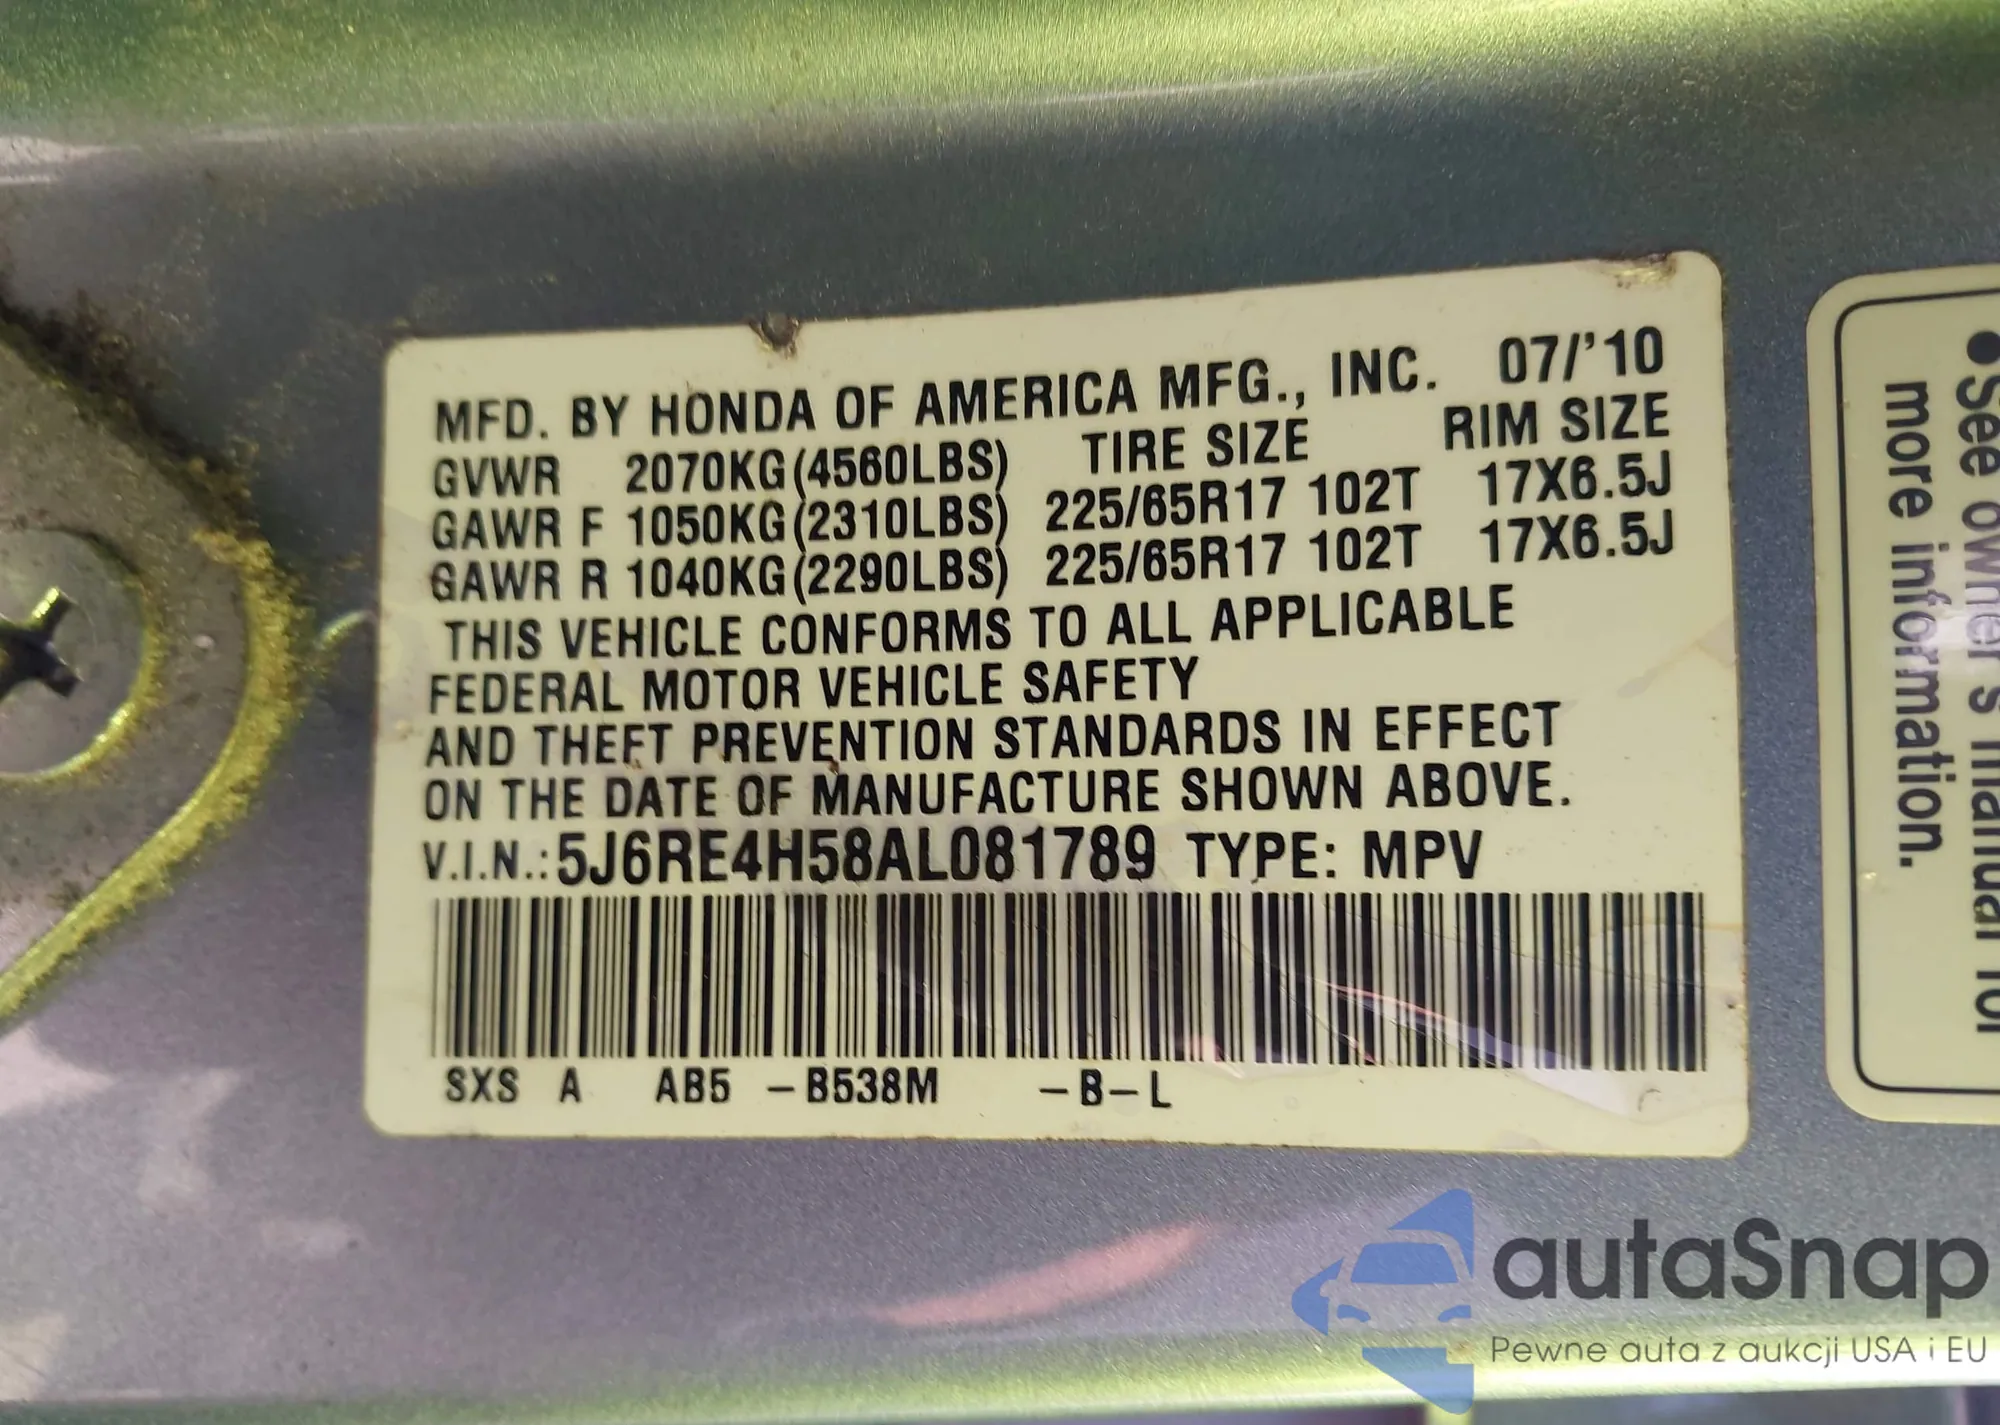 MFD. BY HONDA OF AMERICA MFG., INC. 07/'10
GVWR 2070KG(4560LBS) TIRE SIZE RIM SIZE
GAWR F 1050KG(2310LBS) 225/65R17 102T 17X6.5J
GAWR R 1040KG(2290LBS) 225/65R17 102T 17X6.5J
THIS VEHICLE CONFORMS TO ALL APPLICABLE
FEDERAL MOTOR VEHICLE SAFETY
AND THEFT PREVENTION STANDARDS IN EFFECT
ON THE DATE OF MANUFACTURE SHOWN ABOVE.
V.I.N.: 5J6RE4H58AL081789 TYPE: MPV
SXS A AB5 -B538M -B-L
●See owner's manual for
more information.
autaSnap
Pewne auta z aukcji USA i EU